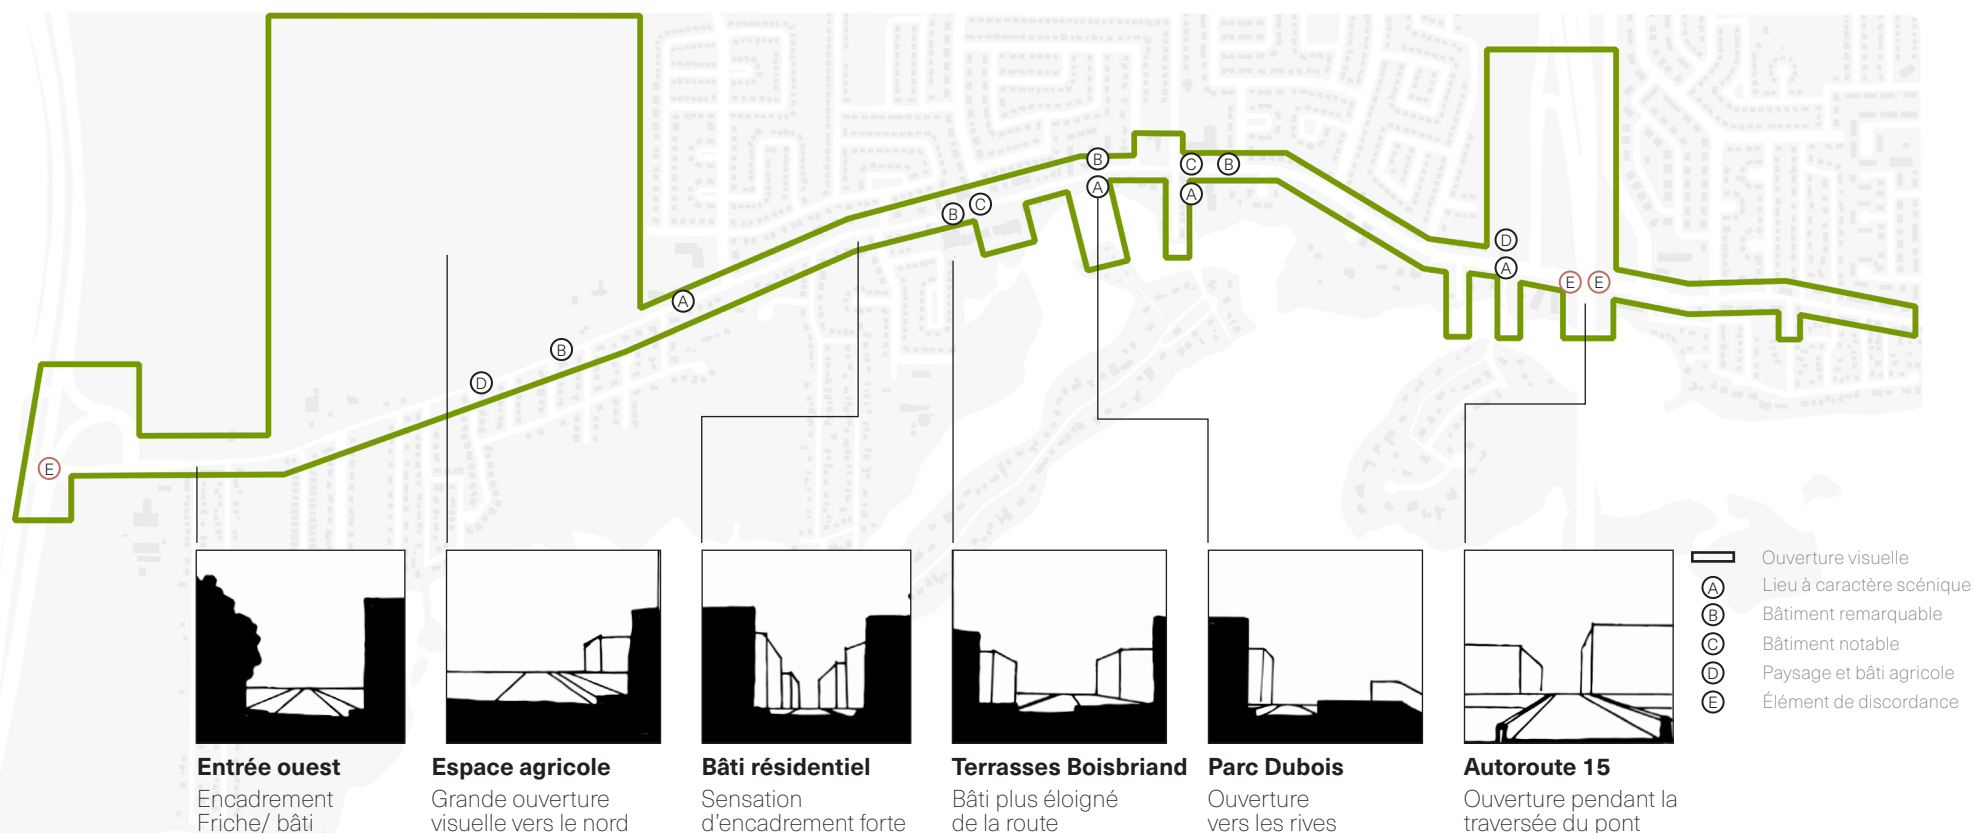 B
C
B
A
A
B
C
D
A
A
E
E
B
D
E
Ouverture visuelle
A
Lieu à caractère scénique
B
Bâtiment remarquable
C
Bâtiment notable
D
Paysage et bâti agricole
E
Élément de discordance
Entrée ouest
Encadrement
Friche/ bâti
Espace agricole
Grande ouverture
visuelle vers le nord
Bâti résidentiel
Sensation
d'encadrement forte
Terrasses Boisbriand
Bâti plus éloigné
de la route
Parc Dubois
Ouverture
vers les rives
Autoroute 15
Ouverture pendant la
traversée du pont